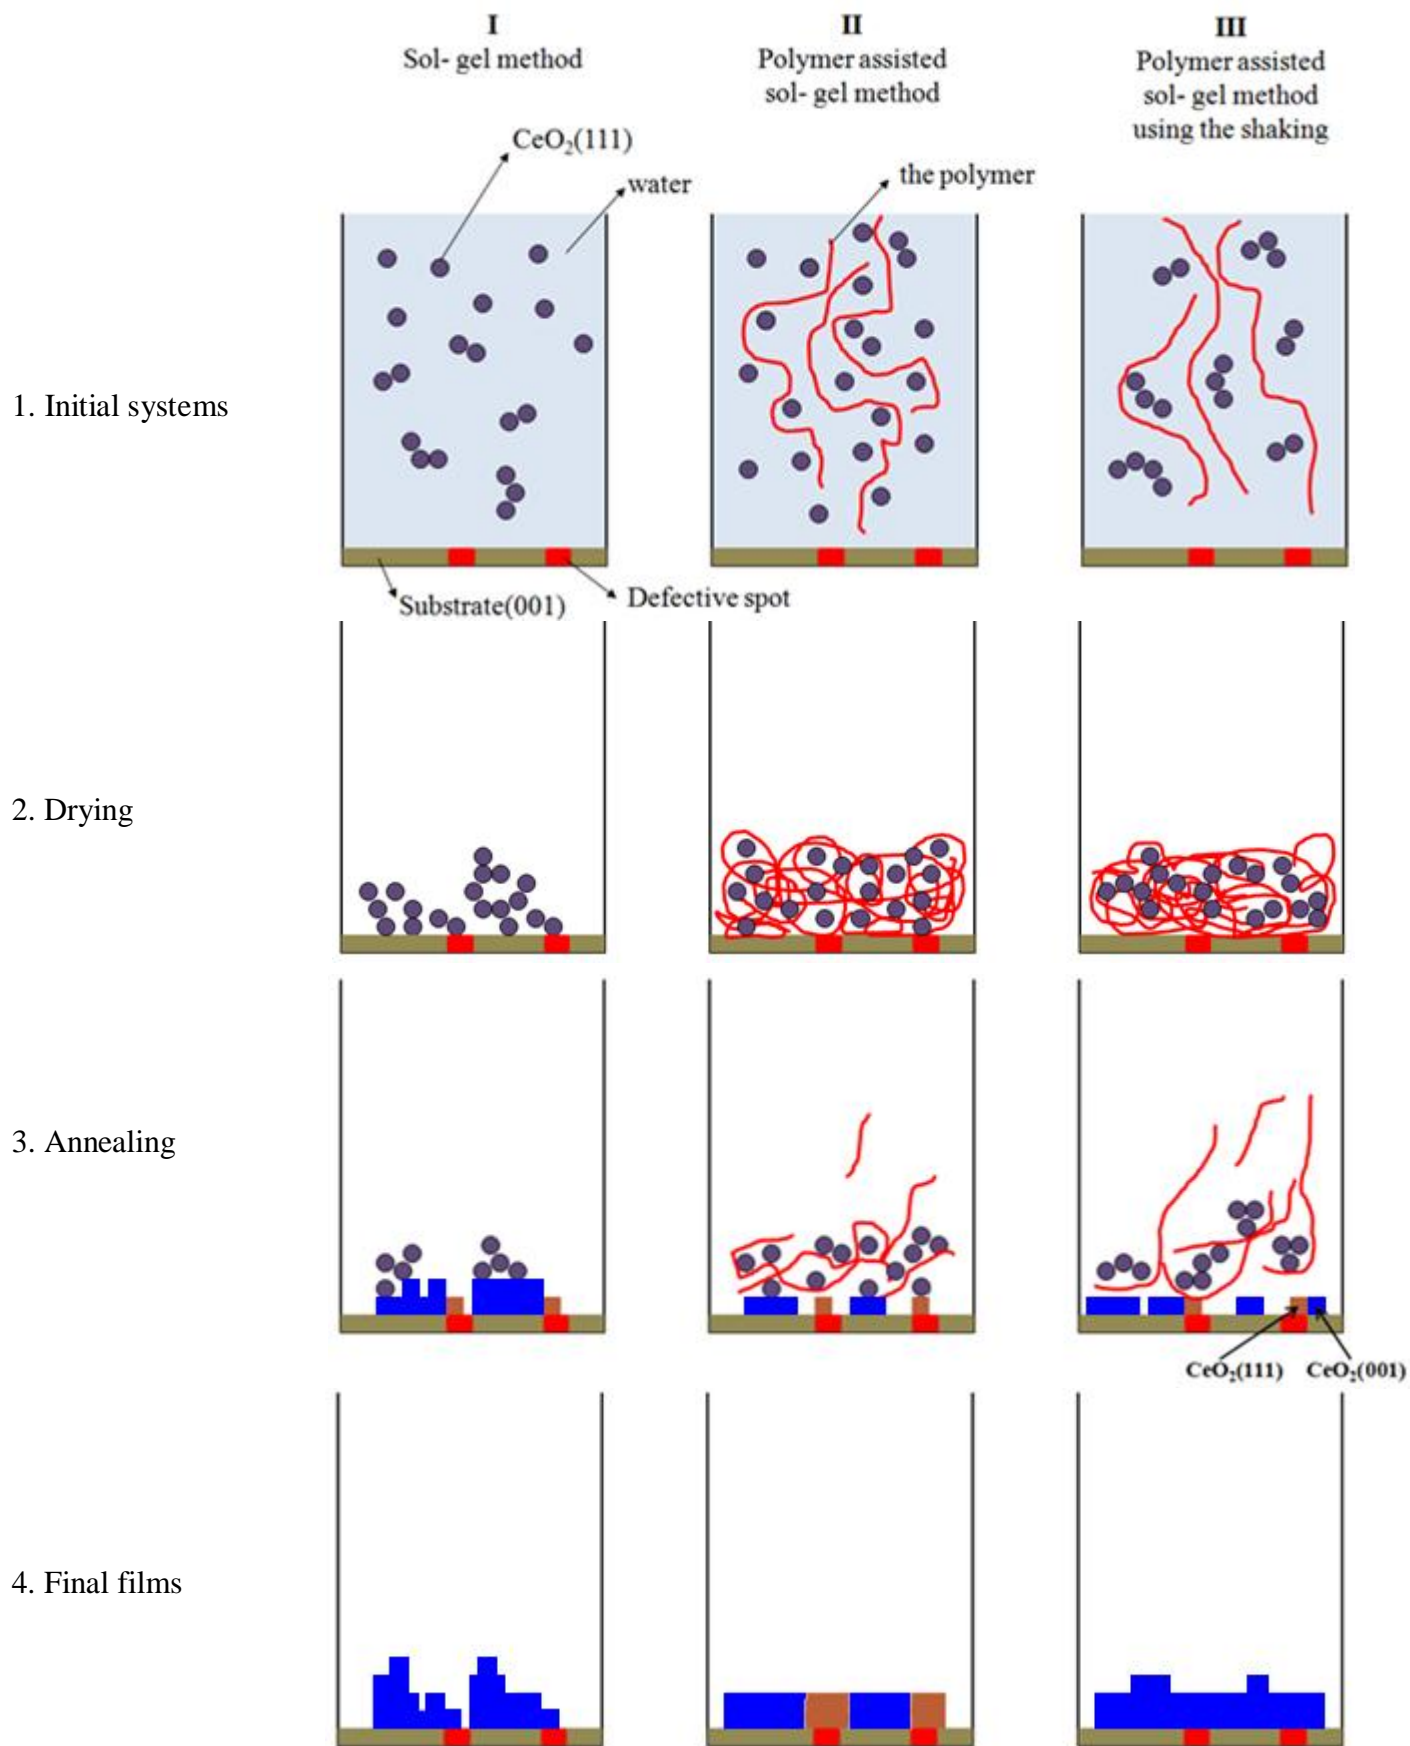 I
Sol- gel method
II
Polymer assisted
sol- gel method
III
Polymer assisted
sol- gel method
using the shaking
CeO₂(111)
water
the polymer
1. Initial systems
Substrate(001)
Defective spot
2. Drying
3. Annealing
CeO₂(111)
CeO₂(001)
4. Final films